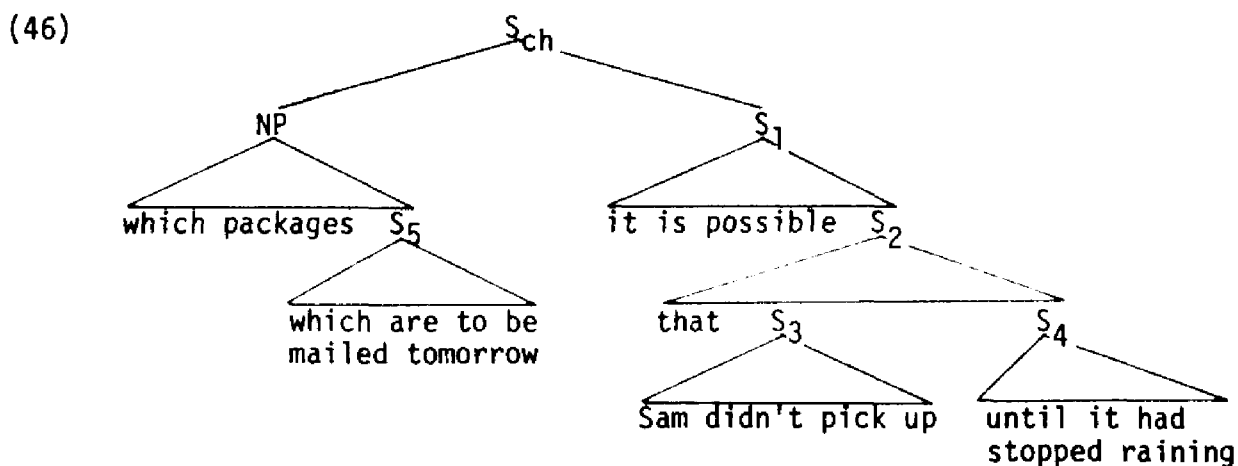 (46)
S_ch
NP S_1
which packages S_5 it is possible S_2
which are to be that S_3 S_4
mailed tomorrow
Sam didn't pick up until it had
stopped raining